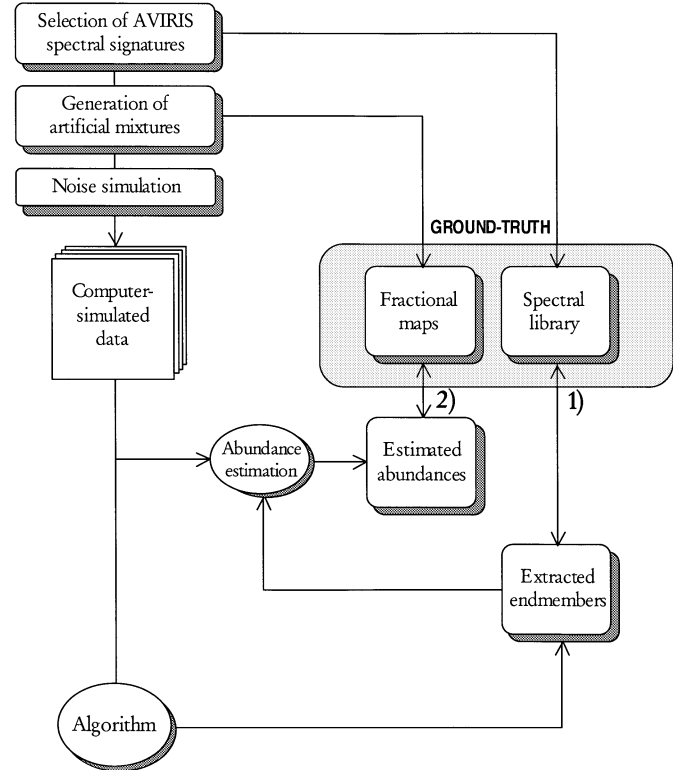 Selection of AVIRIS
spectral signatures
Generation of
artificial mixtures
Noise simulation
GROUND-TRUTH
Computer-
simulated
data
Fractional
maps
Spectral
library
2)
1)
Abundance
estimation
Estimated
abundances
Extracted
endmembers
Algorithm